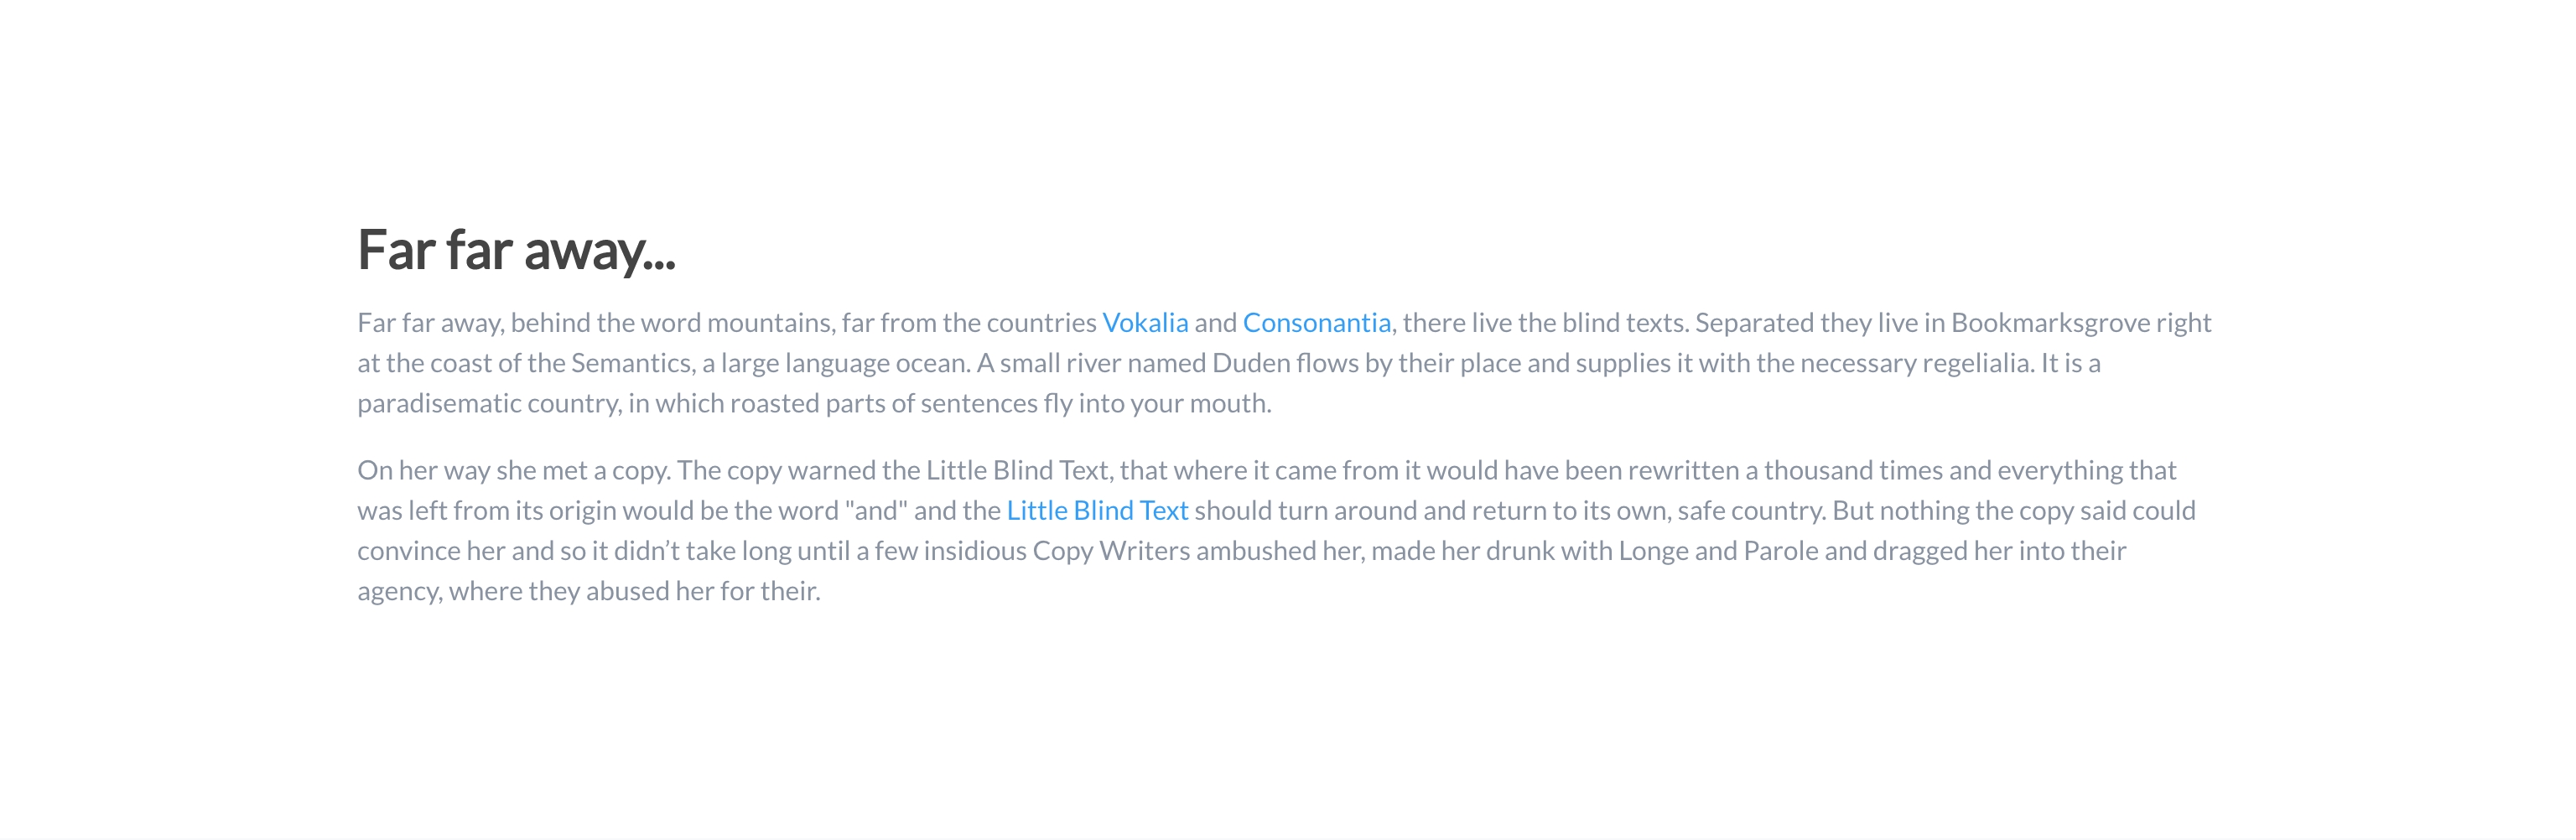 Far far away...
Far far away, behind the word mountains, far from the countries Vokalia and Consonantia, there live the blind texts. Separated they live in Bookmarksgrove right
at the coast of the Semantics, a large language ocean. A small river named Duden flows by their place and supplies it with the necessary regelialia. It is a
paradisematic country, in which roasted parts of sentences fly into your mouth.
On her way she met a copy. The copy warned the Little Blind Text, that where it came from it would have been rewritten a thousand times and everything that
was left from its origin would be the word "and" and the Little Blind Text should turn around and return to its own, safe country. But nothing the copy said could
convince her and so it didn’t take long until a few insidious Copy Writers ambushed her, made her drunk with Longe and Parole and dragged her into their
agency, where they abused her for their.